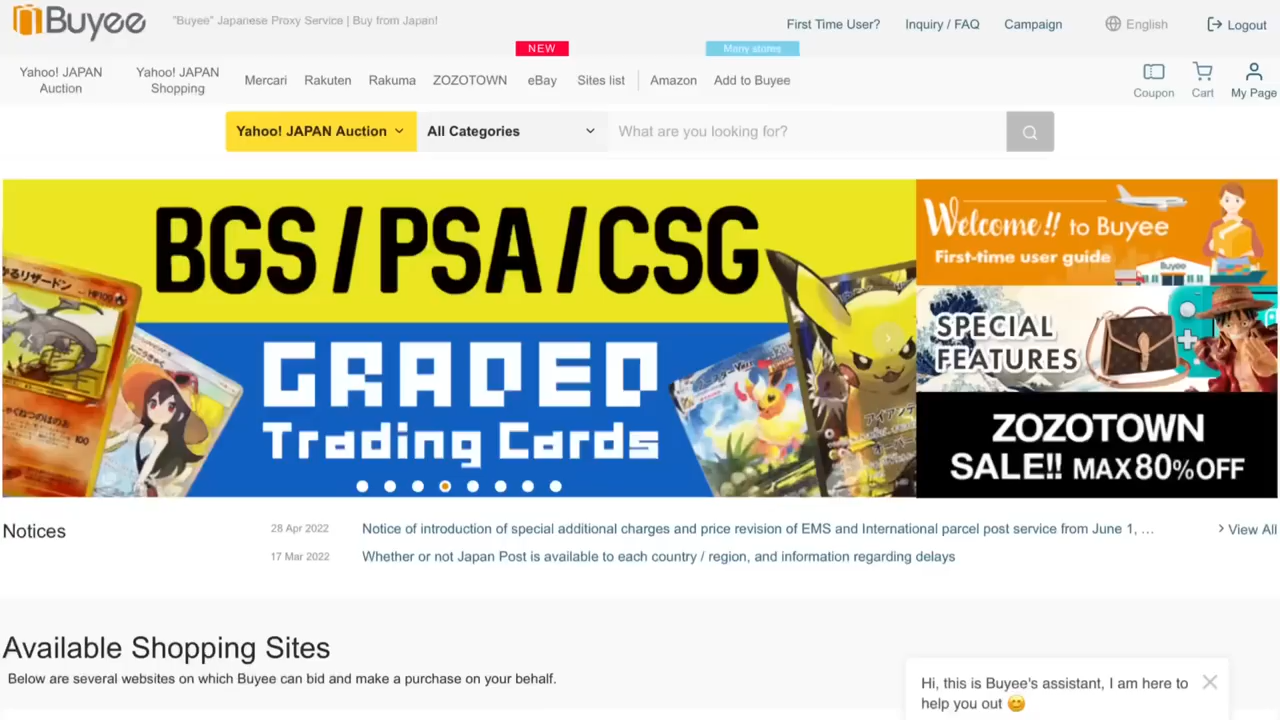 Buyee
"Buyee" Japanese Proxy Service | Buy from Japan!
First Time User?
Inquiry / FAQ
Campaign
English
Logout
NEW
Many stores
Yahoo! JAPAN
Auction
Yahoo! JAPAN
Shopping
Mercari
Rakuten
Rakuma
ZOZOTOWN
eBay
Sites list
Amazon
Add to Buyee
Coupon
Cart
My Page
Yahoo! JAPAN Auction
All Categories
What are you looking for?
BGS/PSA/CSG
GRADED
Trading Cards
Welcome!! to Buyee
First-time user guide
Buyee
SPECIAL
FEATURES
ZOZOTOWN
SALE!! MAX80%OFF
Notices
28 Apr 2022
Notice of introduction of special additional charges and price revision of EMS and International parcel post service from June 1, ...
View All
17 Mar 2022
Whether or not Japan Post is available to each country / region, and information regarding delays
Available Shopping Sites
Below are several websites on which Buyee can bid and make a purchase on your behalf.
Hi, this is Buyee's assistant, I am here to
help you out 😊